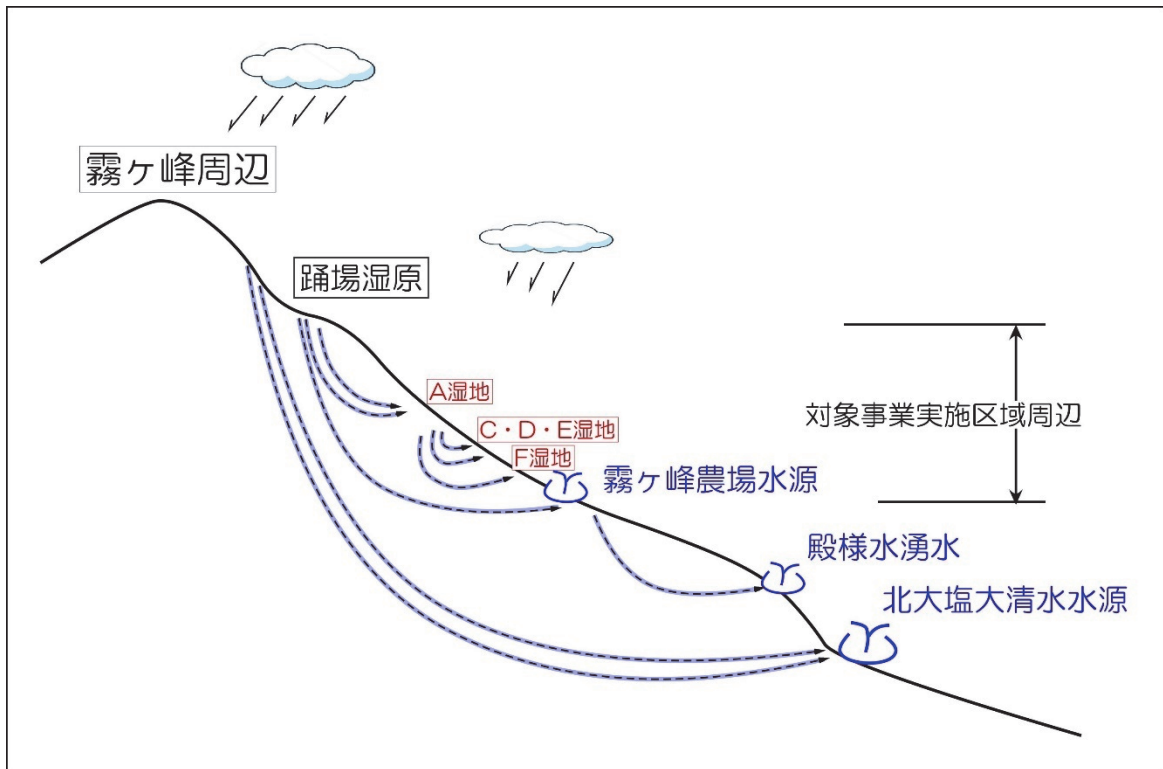 霧ヶ峰周辺
踊場湿原
A湿地
C・D・E湿地
F湿地
霧ヶ峰農場水源
対象事業実施区域周辺
殿様水湧水
北大塩大清水水源